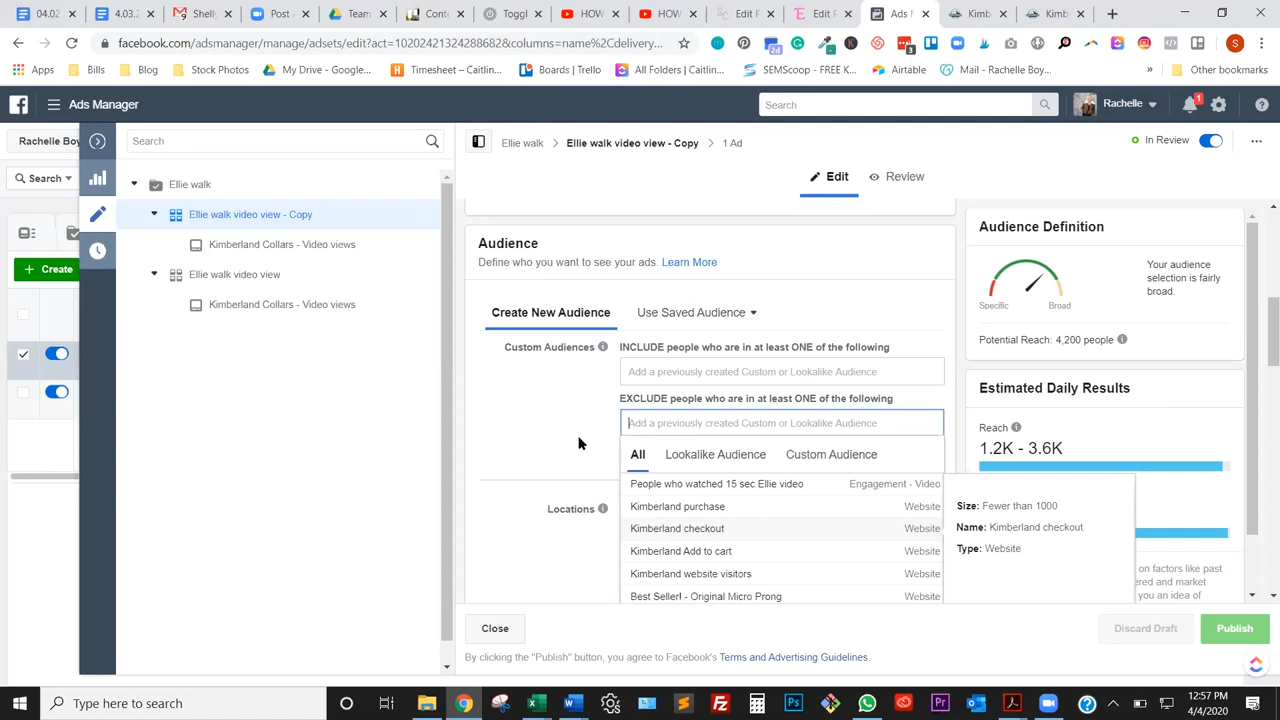 04.02
04.03.2
Shelly
Post
Team
Cont
Toggl
HOW
HOW
Edit P
Edit P
Ads M
Kimb
Kimb
facebook.com/adsmanager/manage/adsets/edit?act=10204213242886​82&columns=name%2Cdelivery...
2d
3
S
Apps
Bills
Blog
Stock Photos
My Drive - Google...
Timesheet – Caitlin...
Boards | Trello
All Folders | Caitlin...
SEMScoop - FREE K...
Airtable
Mail - Rachelle Boy...
»
Other bookmarks
Ads Manager
Search
Rachelle
1
Rachelle Boy
Search
Search
Ellie walk
Ellie walk video view - Copy
1 Ad
In Review
Edit
Review
Ellie walk
Ellie walk video view - Copy
Kimberland Collars - Video views
Ellie walk video view
Kimberland Collars - Video views
+ Create
Audience
Define who you want to see your ads. Learn More
Create New Audience
Use Saved Audience
Custom Audiences
INCLUDE people who are in at least ONE of the following
Add a previously created Custom or Lookalike Audience
EXCLUDE people who are in at least ONE of the following
Add a previously created Custom or Lookalike Audience
All
Lookalike Audience
Custom Audience
People who watched 15 sec Ellie video Engagement - Video
Kimberland purchase Website
Kimberland checkout Website
Kimberland Add to cart Website
Kimberland website visitors Website
Best Seller! - Original Micro Prong Website
Locations
Size: Fewer than 1000
Name: Kimberland checkout
Type: Website
Audience Definition
Your audience
selection is fairly
broad.
Specific
Broad
Potential Reach: 4,200 people
Estimated Daily Results
Reach
1.2K - 3.6K
on factors like past
ered and market
you an idea of
Close
Discard Draft
Publish
By clicking the "Publish" button, you agree to Facebook's Terms and Advertising Guidelines.
Type here to search
12:57 PM
4/4/2020